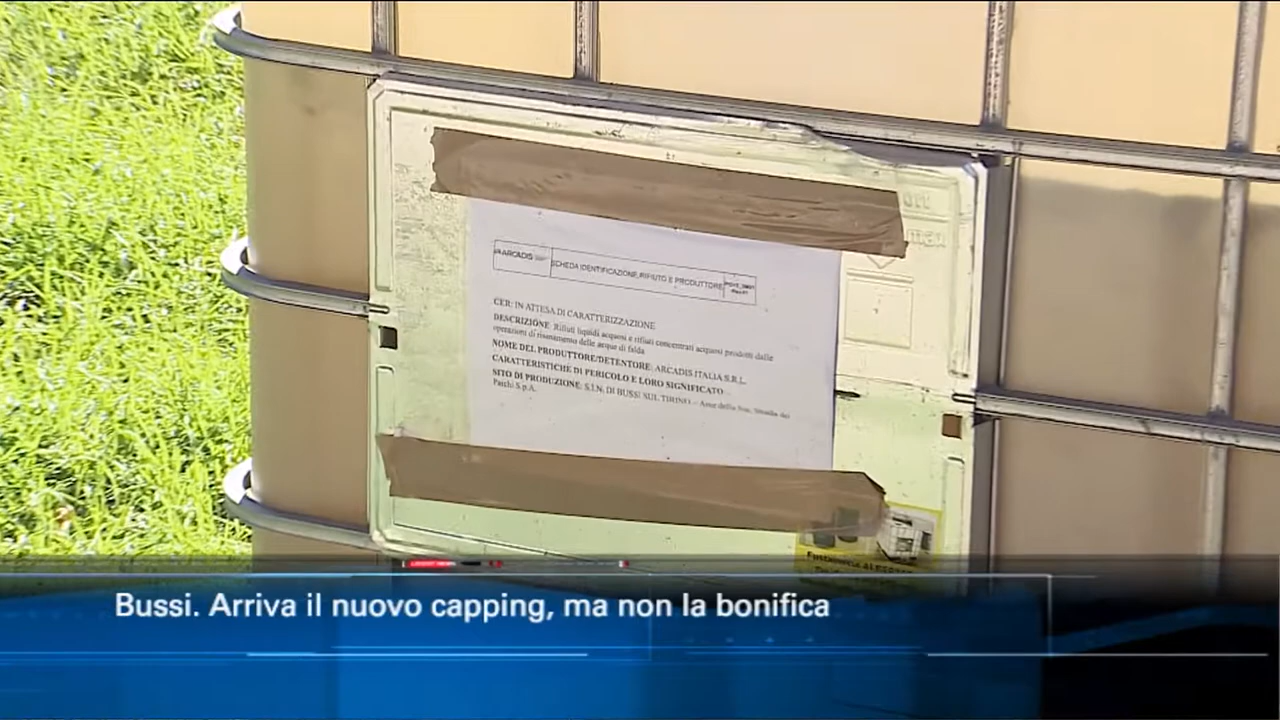 ARCADIS
SCHEDA IDENTIFICAZIONE RIFIUTO E PRODUTTORE
CER: IN ATTESA DI CARATTERIZZAZIONE
DESCRIZIONE Rifiuti liquidi acquosi e rifiuti concentrati acquosi prodotti dalle
operazioni di risanamento delle acque di falda
NOME DEL PRODUTTORE/DETENTORE: ARCADIS ITALIA S.R.L.
CARATTERISTICHE DI PERICOLO E LORO SIGNIFICATO
SITO DI PRODUZIONE: S.I.N. DI BUSSI SUL TIRINO – Aree
S.p.A.
Bussi. Arriva il nuovo capping, ma non la bonifica